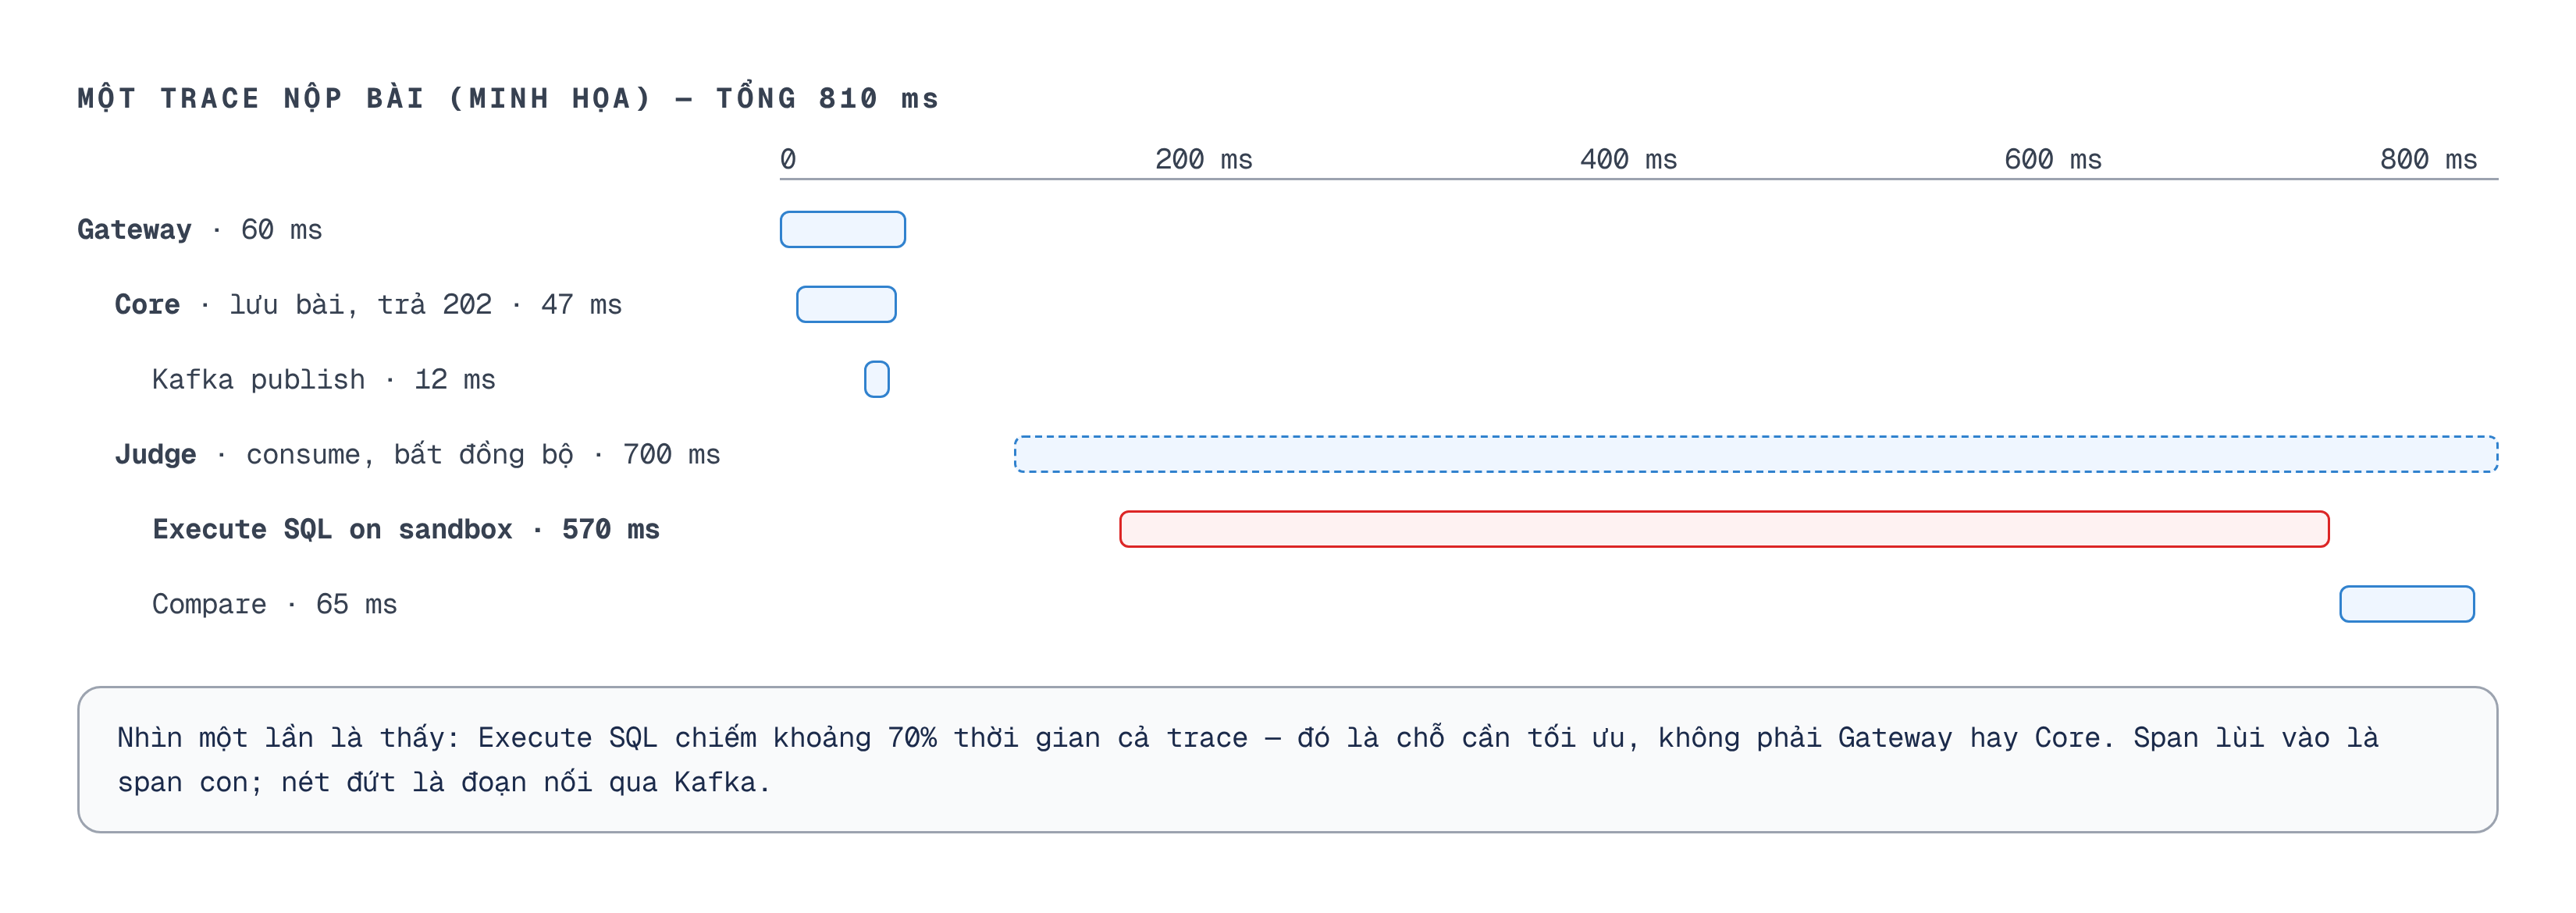 MỘT TRACE NỘP BÀI (MINH HỌA) — TỔNG 810 ms
0 200 ms 400 ms 600 ms 800 ms
Gateway · 60 ms
Core · lưu bài, trả 202 · 47 ms
Kafka publish · 12 ms
Judge · consume, bất đồng bộ · 700 ms
Execute SQL on sandbox · 570 ms
Compare · 65 ms
Nhìn một lần là thấy: Execute SQL chiếm khoảng 70% thời gian cả trace — đó là chỗ cần tối ưu, không phải Gateway hay Core. Span lùi vào là
span con; nét đứt là đoạn nối qua Kafka.